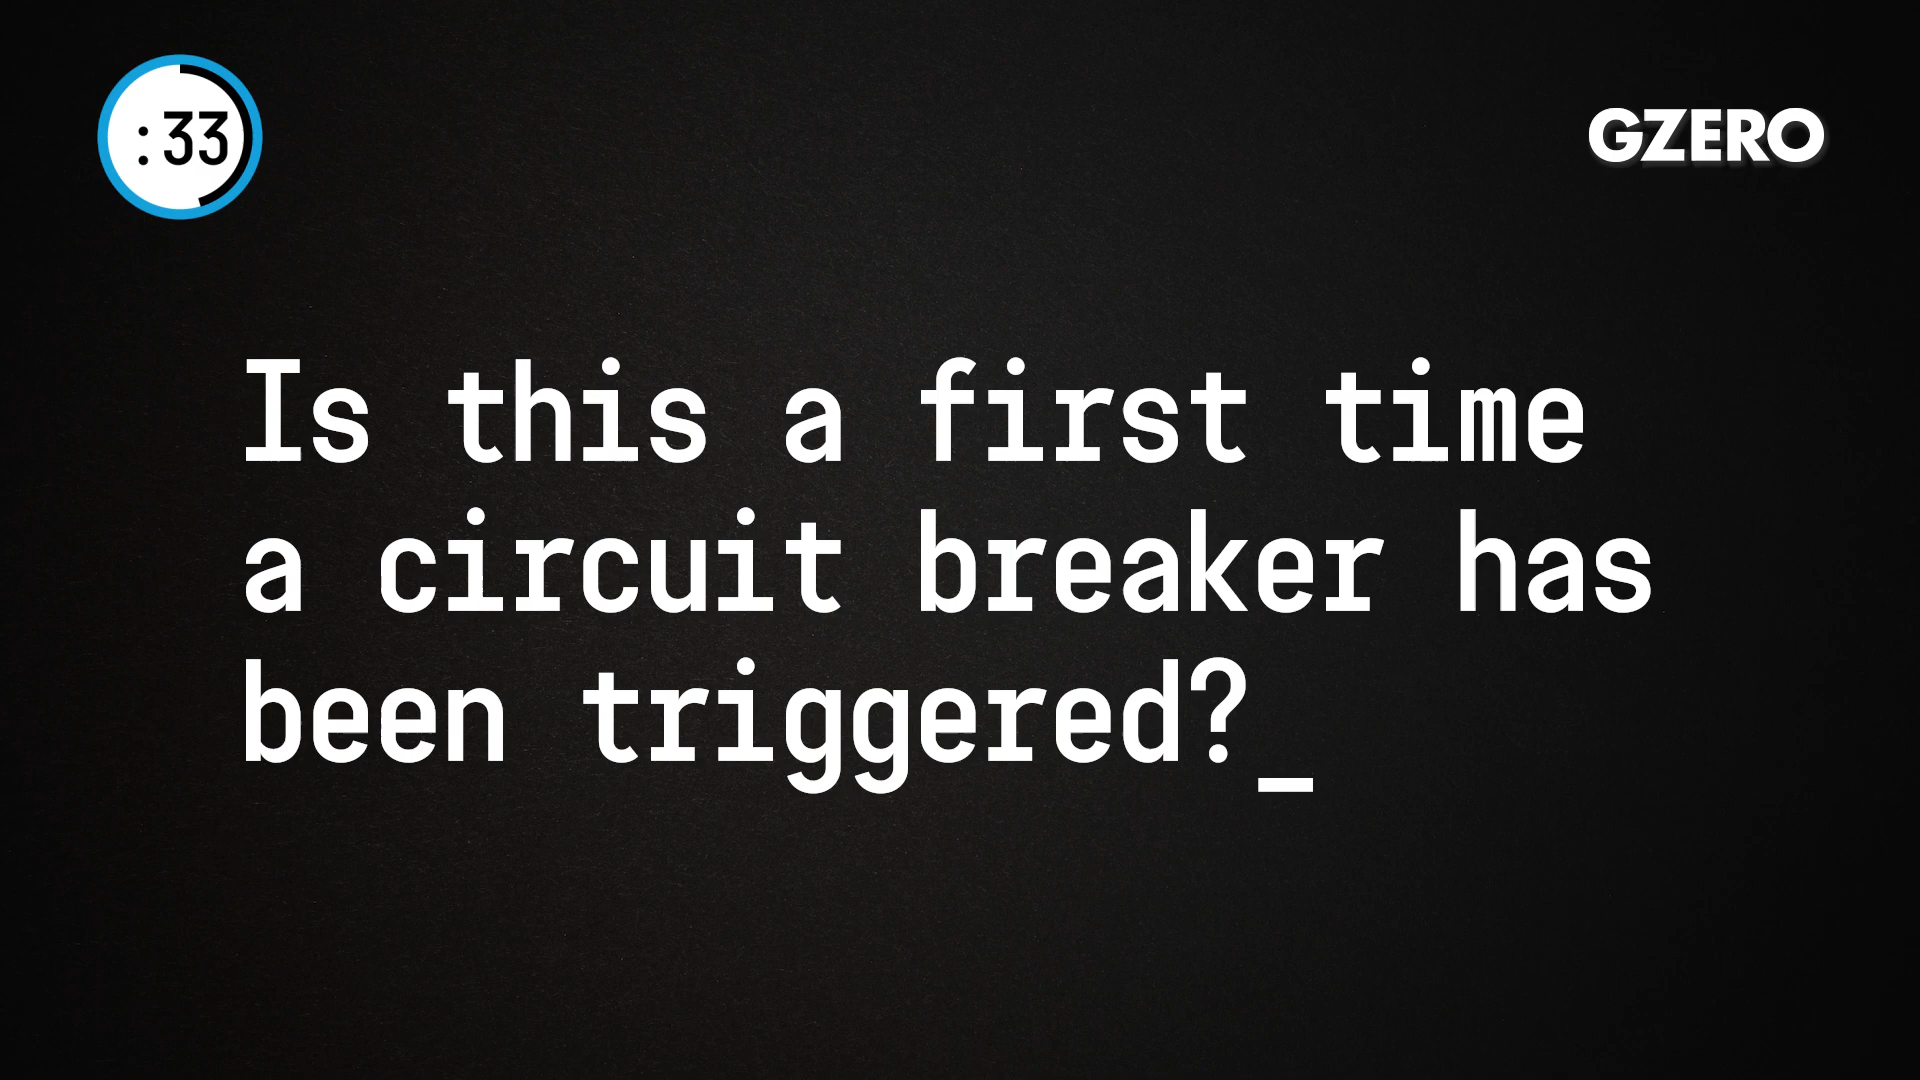 :33
GZERO
Is this a first time
a circuit breaker has
been triggered?_